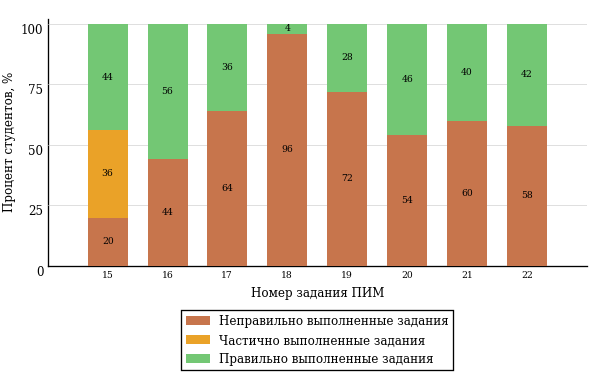 Процент студентов, %
100
75
50
25
0
44 56 36 4 28 46 40 42
36
20 44 64 96 72 54 60 58
15 16 17 18 19 20 21 22
Номер задания ПИМ
Неправильно выполненные задания
Частично выполненные задания
Правильно выполненные задания